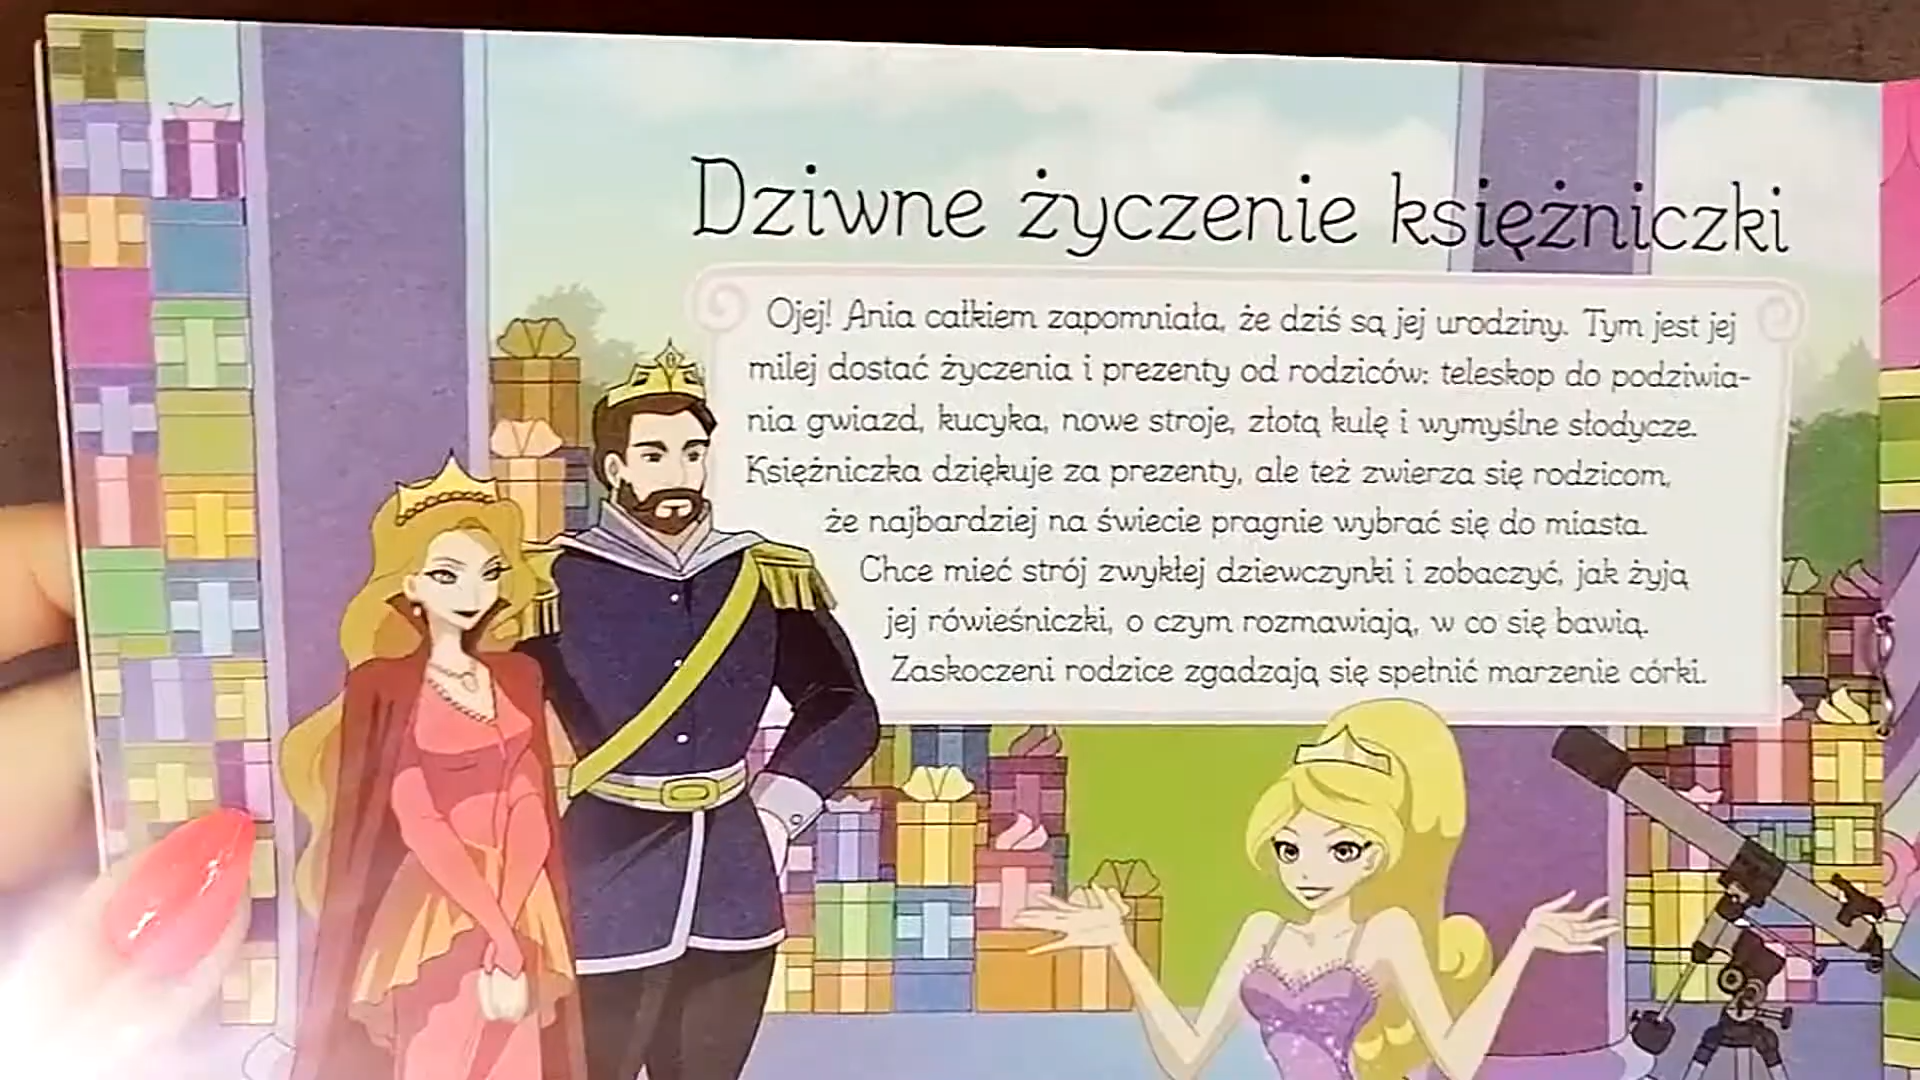 Dziwne życzenie księżniczki
Ojej! Ania całkiem zapomniała, że dziś są jej urodziny. Tym jest jej
milej dostać życzenia i prezenty od rodziców: teleskop do podziwia-
nia gwiazd, kucyka, nowe stroje, złotą kulę i wymyślne słodycze.
Księżniczka dziękuje za prezenty, ale też zwierza się rodzicom,
że najbardziej na świecie pragnie wybrać się do miasta.
Chce mieć strój zwykłej dziewczynki i zobaczyć, jak żyją
jej rówieśniczki, o czym rozmawiają, w co się bawią.
Zaskoczeni rodzice zgadzają się spełnić marzenie córki.